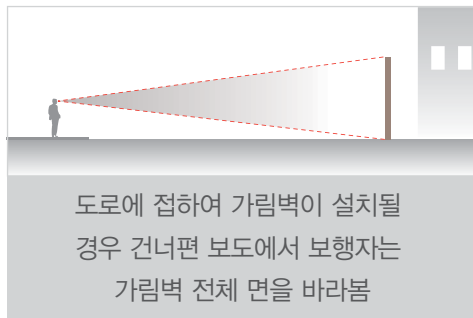 도로에 접하여 가림벽이 설치될
경우 건너편 보도에서 보행자는
가림벽 전체 면을 바라봄